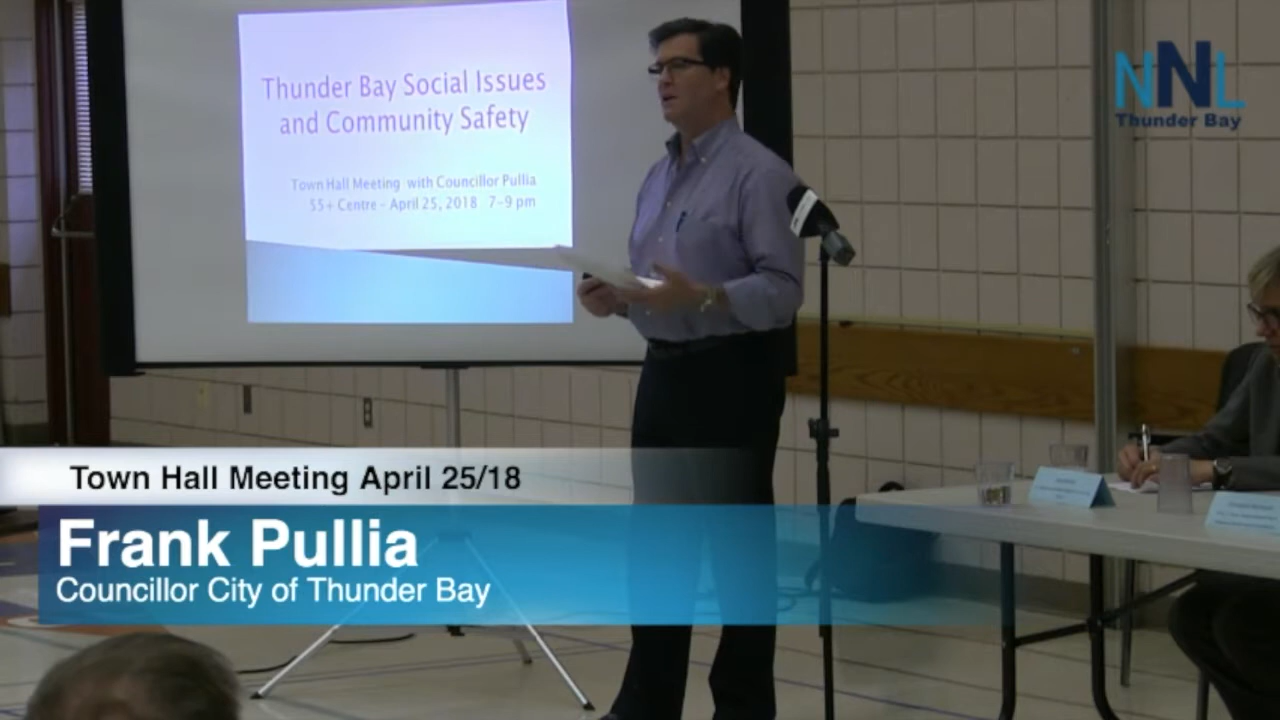 Thunder Bay Social Issues
and Community Safety
Town Hall Meeting with Councillor Pullia
55+ Centre - April 25, 2018 7-9 pm
NNL
Thunder Bay
Town Hall Meeting April 25/18
Frank Pullia
Councillor City of Thunder Bay